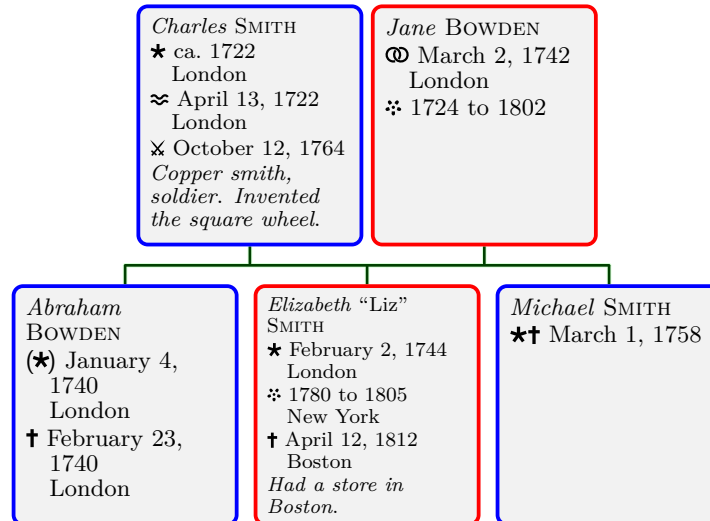 Charles SMITH
* ca. 1722
London
≈ April 13, 1722
London
⚔ October 12, 1764
Copper smith,
soldier. Invented
the square wheel.
Jane BOWDEN
⚭ March 2, 1742
London
፨ 1724 to 1802
Abraham
BOWDEN
(*) January 4,
1740
London
† February 23,
1740
London
Elizabeth “Liz”
SMITH
* February 2, 1744
London
፨ 1780 to 1805
New York
† April 12, 1812
Boston
Had a store in
Boston.
Michael SMITH
*† March 1, 1758